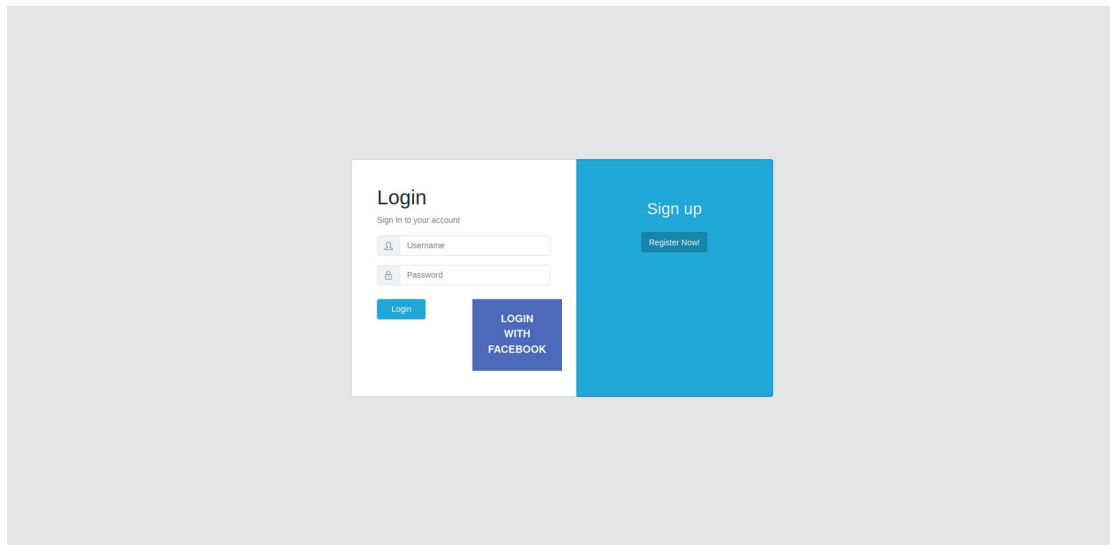 Login
Sign In to your account
Username
Password
Login
LOGIN
WITH
FACEBOOK
Sign up
Register Now!